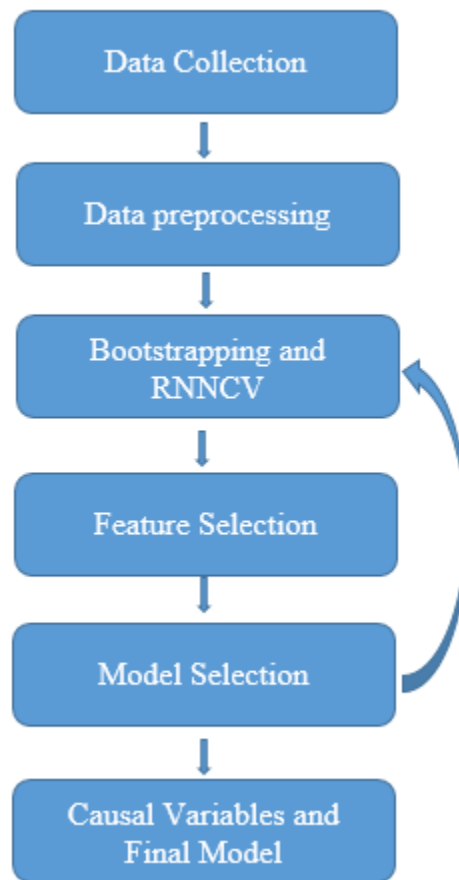 Data Collection
Data preprocessing
Bootstrapping and
RNNCV
Feature Selection
Model Selection
Causal Variables and
Final Model